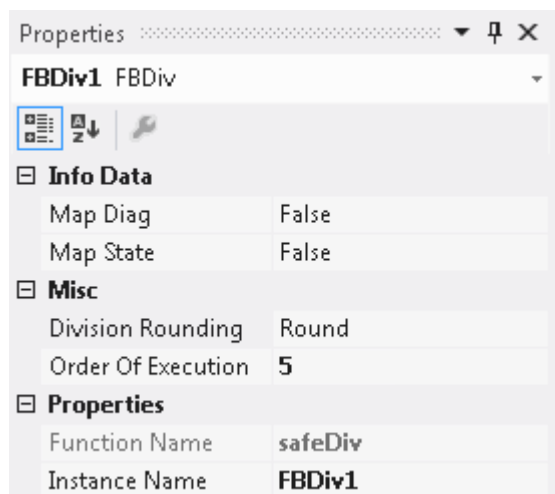 Properties
FBDiv1 FBDiv
Info Data
Map Diag False
Map State False
Misc
Division Rounding Round
Order Of Execution 5
Properties
Function Name safeDiv
Instance Name FBDiv1